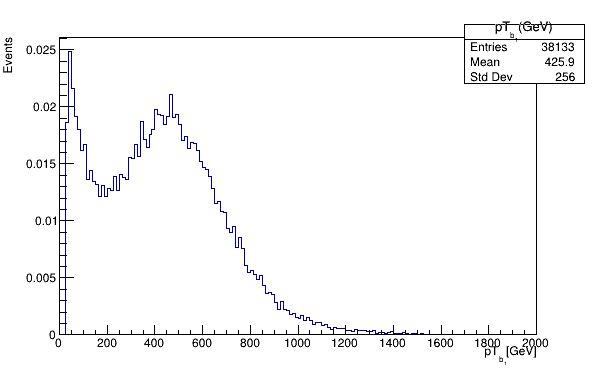 pT_b₁(GeV)
Entries 38133
Mean 425.9
Std Dev 256
Events
0.025
0.02
0.015
0.01
0.005
0
0 200 400 600 800 1000 1200 1400 1600 1800 2000
pT_b₁[GeV]